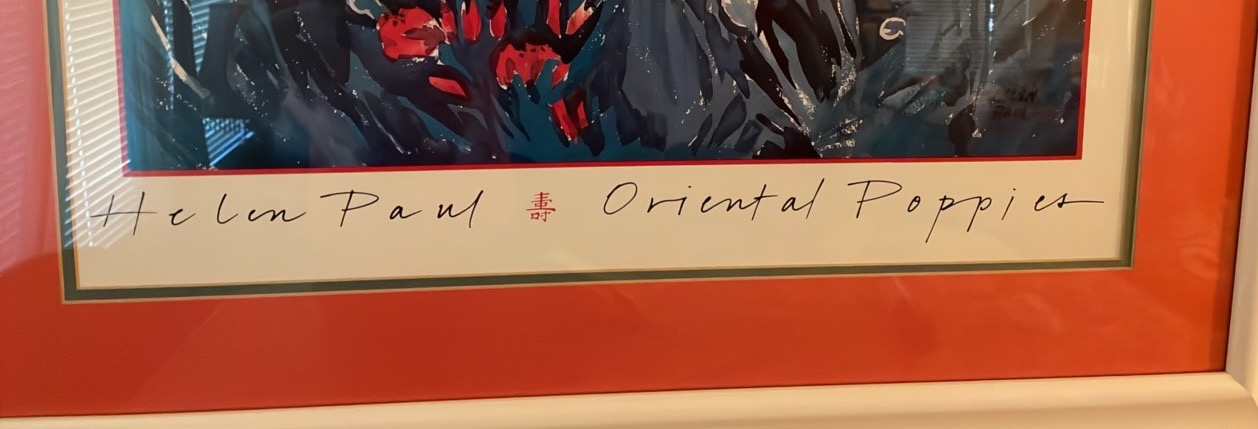 Helen Paul 壽 Oriental Poppies